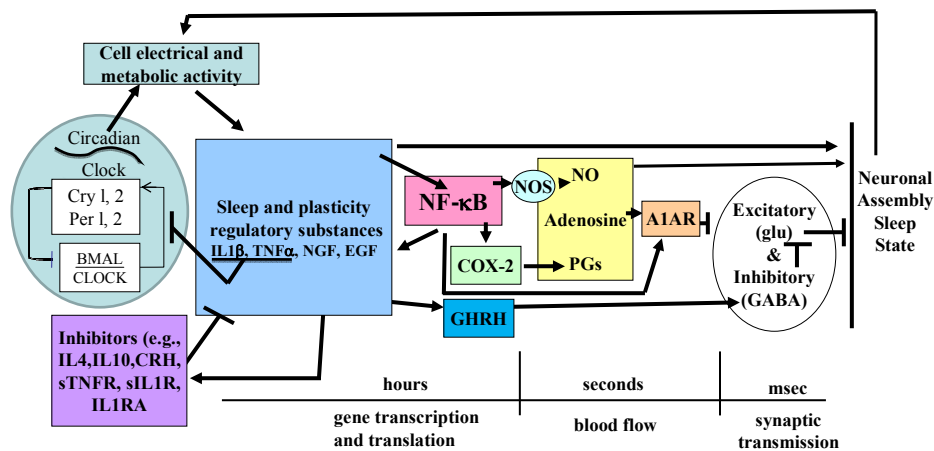 Cell electrical and
metabolic activity
Circadian
Clock
Cry l, 2
Per l, 2
BMAL
CLOCK
Sleep and plasticity
regulatory substances
IL1β, TNFα, NGF, EGF
Inhibitors (e.g.,
IL4,IL10,CRH,
sTNFR, sIL1R,
IL1RA
NF-κB
NOS
NO
Adenosine
PGs
COX-2
GHRH
A1AR
Excitatory
(glu)
&
Inhibitory
(GABA)
Neuronal
Assembly
Sleep
State
hours
seconds
msec
gene transcription
and translation
blood flow
synaptic
transmission